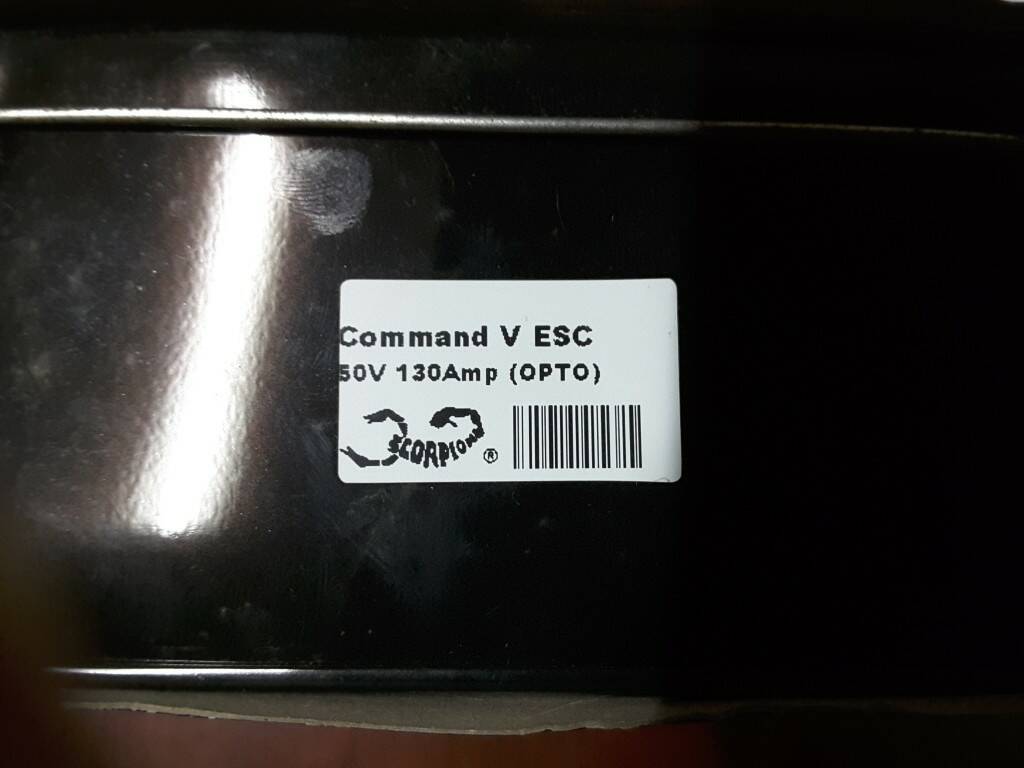 Command V ESC
50V 130Amp (OPTO)
SCORPION ®